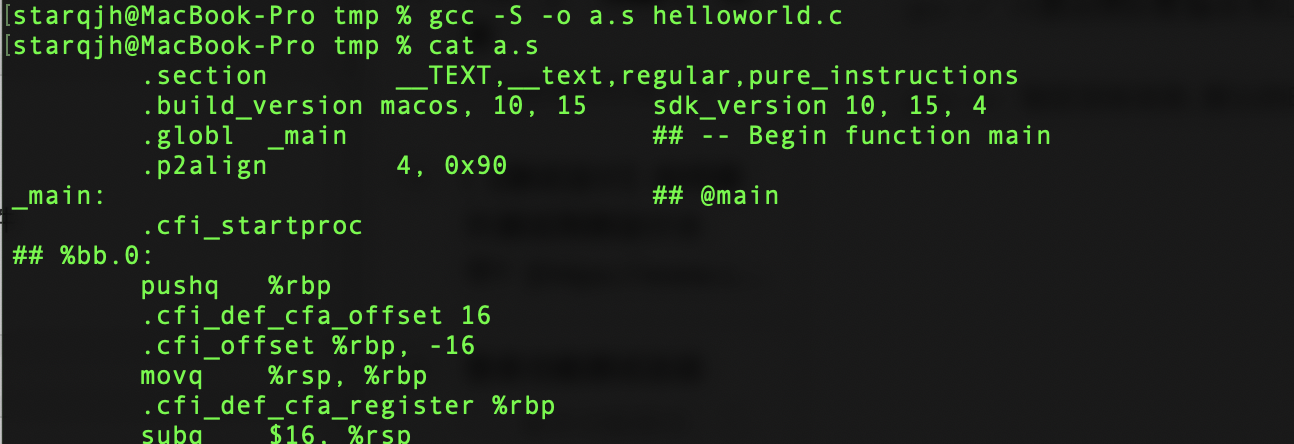 [starqjh@MacBook-Pro tmp % gcc -S -o a.s helloworld.c
[starqjh@MacBook-Pro tmp % cat a.s
        .section        __TEXT,__text,regular,pure_instructions
        .build_version macos, 10, 15    sdk_version 10, 15, 4
        .globl  _main                   ## -- Begin function main
        .p2align        4, 0x90
_main:                                  ## @main
        .cfi_startproc
## %bb.0:
        pushq   %rbp
        .cfi_def_cfa_offset 16
        .cfi_offset %rbp, -16
        movq    %rsp, %rbp
        .cfi_def_cfa_register %rbp
        subq    $16, %rsp